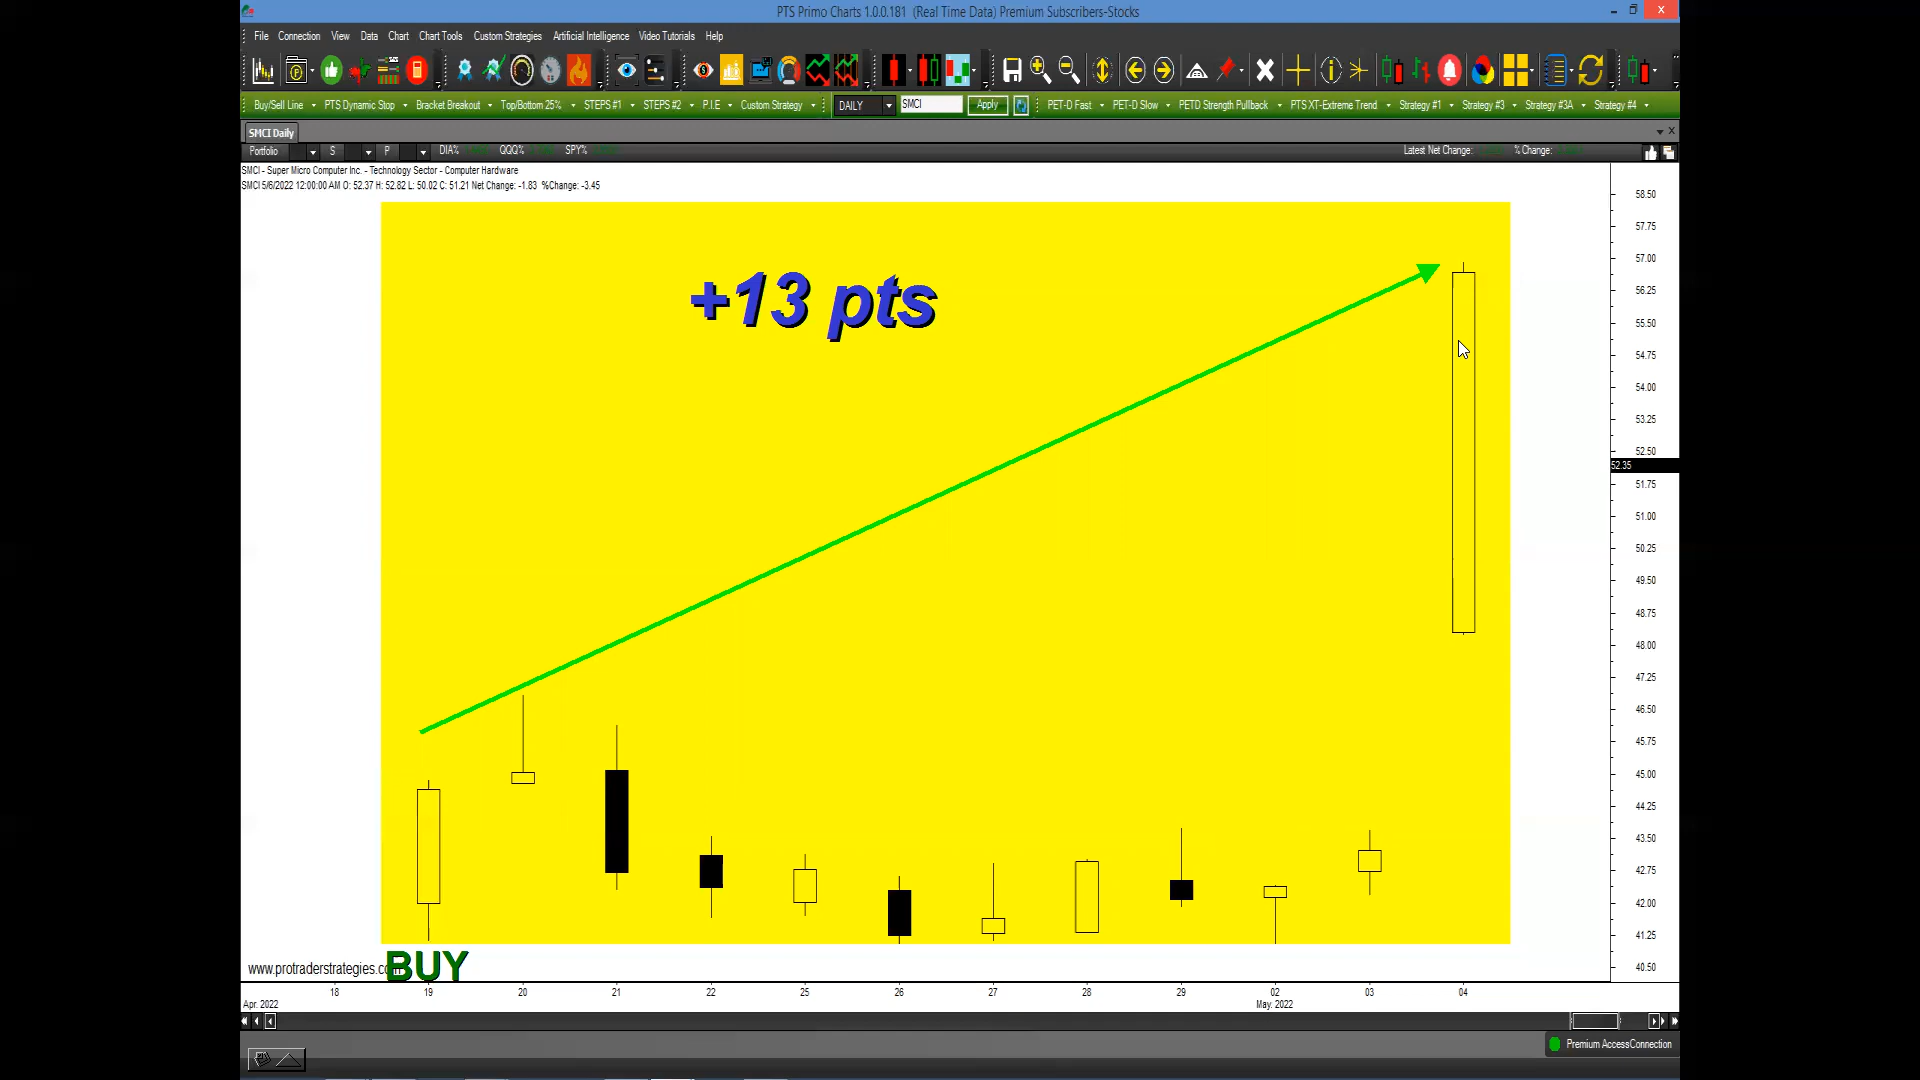 PTS Primo Charts 1.0.0.181 (Real Time Data) Premium Subscribers-Stocks
File Connection View Data Chart Chart Tools Custom Strategies Artificial Intelligence Video Tutorials Help
Buy/Sell Line PTS Dynamic Stop Bracket Breakout Top/Bottom 25% STEPS #1 STEPS #2 P.I.E Custom Strategy DAILY SMCI Apply PET-D Fast PET-D Slow PETD Strength Pullback PTS XT-Extreme Trend Strategy #1 Strategy #3 Strategy #3A Strategy #4
SMCI Daily
Portfolio S P DIA% QQQ% SPY% Latest Net Change: % Change:
SMCI - Super Micro Computer Inc. - Technology Sector - Computer Hardware
SMCI 5/6/2022 12:00:00 AM O: 52.37 H: 52.82 L: 50.02 C: 51.21 Net Change: -1.83 %Change: -3.45
+13 pts
58.50
57.75
57.00
56.25
55.50
54.75
54.00
53.25
52.50
52.35
51.75
51.00
50.25
49.50
48.75
48.00
47.25
46.50
45.75
45.00
44.25
43.50
42.75
42.00
41.25
40.50
www.protraderstrategies.c
BUY
18 19 20 21 22 25 26 27 28 29 02 03 04
Apr. 2022 May. 2022
Premium AccessConnection